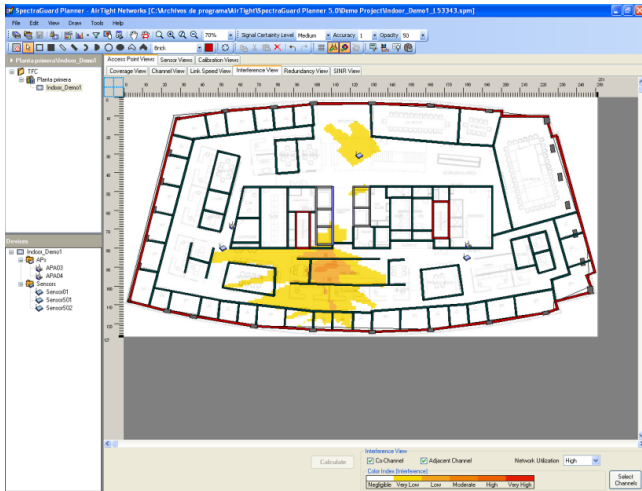 SpectraGuard Planner - AirTight Networks [C:\Archivos de programa\AirTight\SpectraGuard Planner 5.0\Demo Project\Indoor_Demo1_L53343.spm]
File Edit View Draw Tools Help
70% Signal Certainty Level Medium Accuracy 1 Opacity 50
Brick
Planta primera\Indoor_Demo1
Access Point Views Sensor Views Calibration Views
Coverage View Channel View Link Speed View Interference View Redundancy View SINR View
TFC
Planta primera
Indoor_Demo1
Devices
Indoor_Demo1
APs
APA03
APA04
Sensors
Sensor01
Sensor501
Sensor502
Calculate
Interference View
Co-Channel Adjacent Channel Network Utilization High
Color Index (Interference)
Negligible Very Low Low Moderate High Very High
Select
Channels